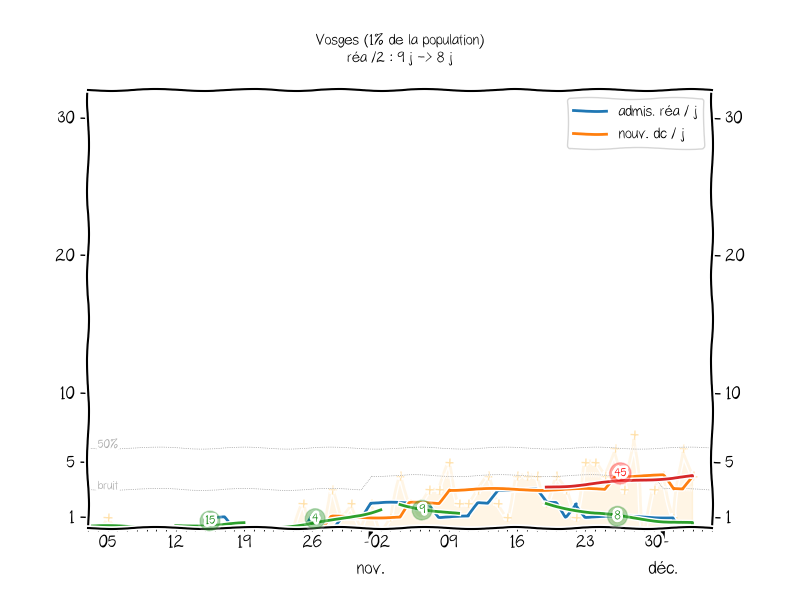 Vosges (1% de la population)
réa /2 : 9 j -> 8 j
admis. réa / j
nouv. dc / j
30 30
20 20
10 10
50%
5 5
45
bruit
1 1
15 4 9 8
05 12 19 26 02 09 16 23 30
nov. déc.